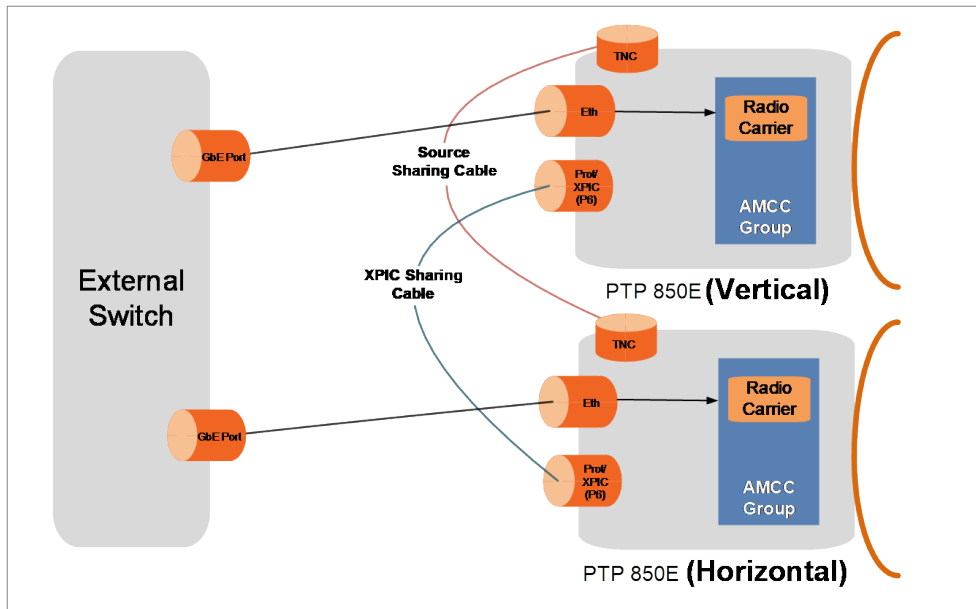 TNC
Eth
Radio
Carrier
GbE Port
Source
Sharing Cable
Prot/
XPIC
(P6)
AMCC
Group
External
Switch
XPIC Sharing
Cable
PTP 850E (Vertical)
TNC
Eth
Radio
Carrier
GbE Port
Prot/
XPIC
(P6)
AMCC
Group
PTP 850E (Horizontal)